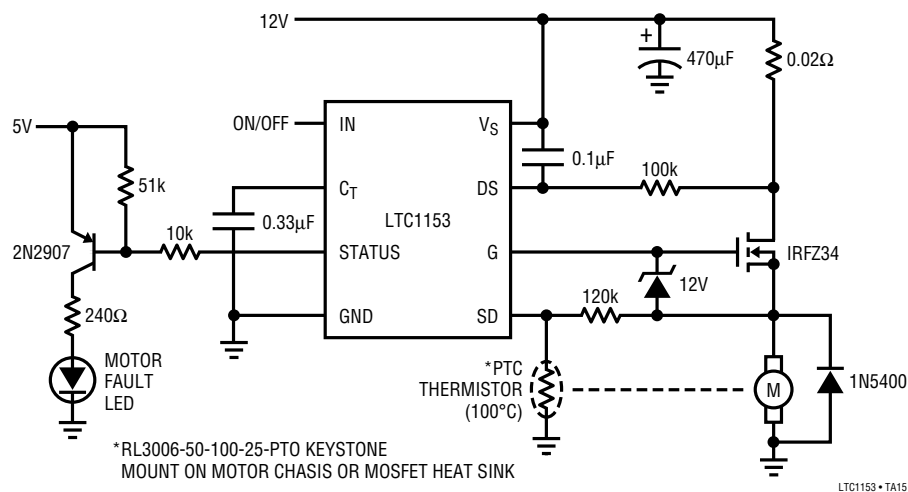 12V
+
470µF
0.02Ω
5V
ON/OFF
IN
VS
0.1µF
51k
CT
DS
100k
0.33µF
LTC1153
2N2907
10k
STATUS
G
IRFZ34
12V
120k
240Ω
GND
SD
MOTOR
FAULT
LED
*PTC
THERMISTOR
(100°C)
M
1N5400
*RL3006-50-100-25-PTO KEYSTONE
MOUNT ON MOTOR CHASIS OR MOSFET HEAT SINK
LTC1153 • TA15